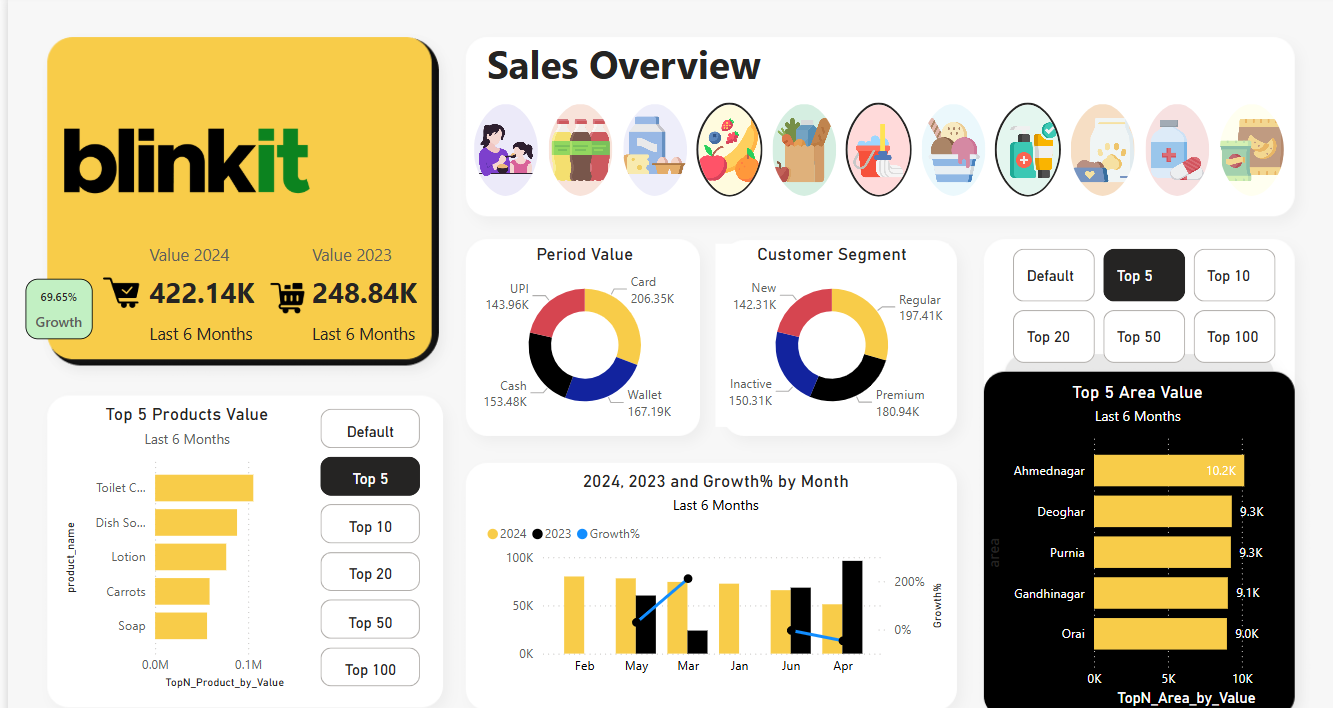 blinkit
Value 2024
Value 2023
422.14K
248.84K
Last 6 Months
Last 6 Months
69.65%
Growth
Sales Overview
Period Value
UPI
143.96K
Card
206.35K
Cash
153.48K
Wallet
167.19K
Customer Segment
New
142.31K
Regular
197.41K
Inactive
150.31K
Premium
180.94K
Default
Top 5
Top 10
Top 20
Top 50
Top 100
Top 5 Products Value
Last 6 Months
product_name
Toilet C...
Dish So...
Lotion
Carrots
Soap
0.0M
0.1M
TopN_Product_by_Value
Default
Top 5
Top 10
Top 20
Top 50
Top 100
2024, 2023 and Growth% by Month
Last 6 Months
2024
2023
Growth%
100K
50K
0K
200%
0%
Growth%
Feb
May
Mar
Jan
Jun
Apr
Top 5 Area Value
Last 6 Months
area
Ahmednagar
10.2K
Deoghar
9.3K
Purnia
9.3K
Gandhinagar
9.1K
Orai
9.0K
0K
5K
10K
TopN_Area_by_Value